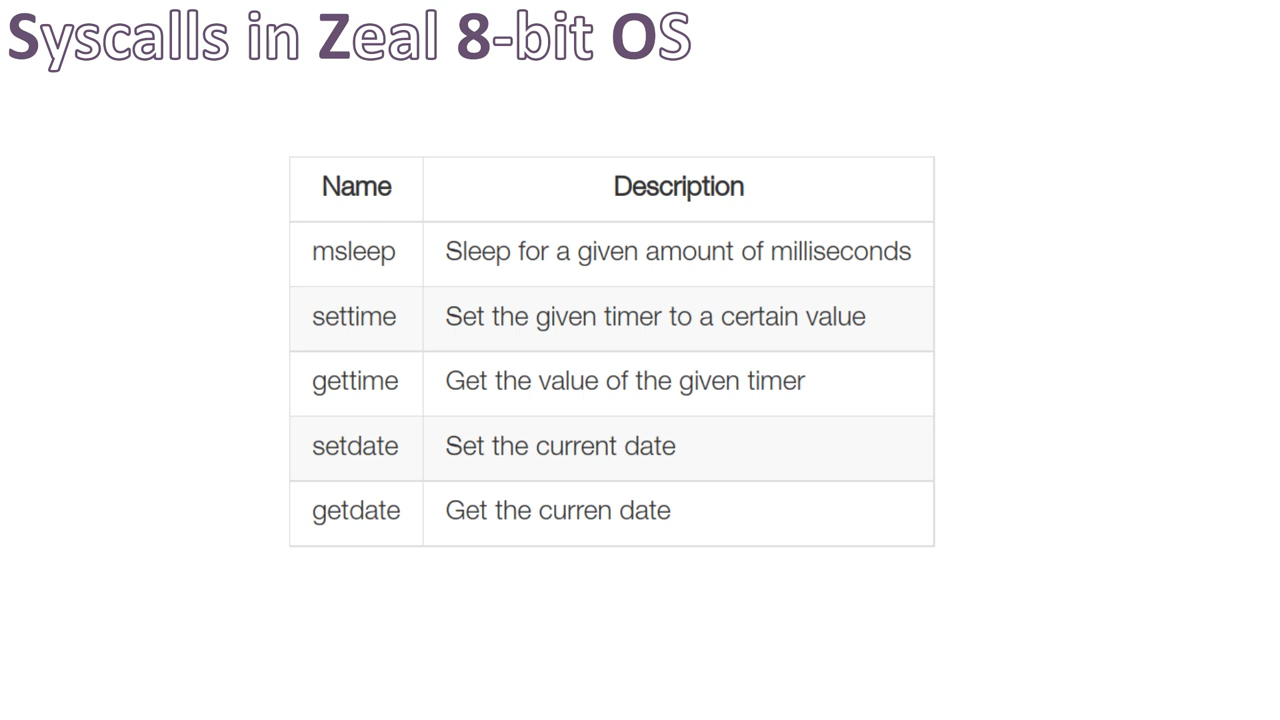 Syscalls in Zeal 8-bit OS
Name Description
msleep Sleep for a given amount of milliseconds
settime Set the given timer to a certain value
gettime Get the value of the given timer
setdate Set the current date
getdate Get the curren date